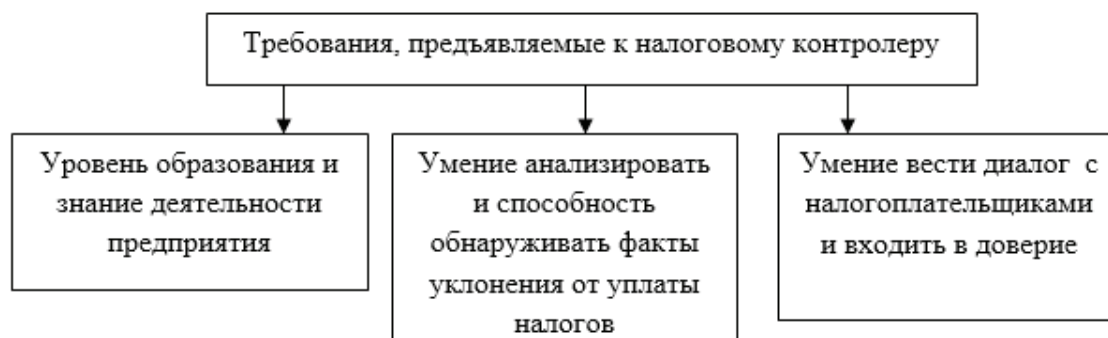 Требования, предъявляемые к налоговому контролеру
Уровень образования и
знание деятельности
предприятия
Умение анализировать
и способность
обнаруживать факты
уклонения от уплаты
налогов
Умение вести диалог с
налогоплательщиками
и входить в доверие